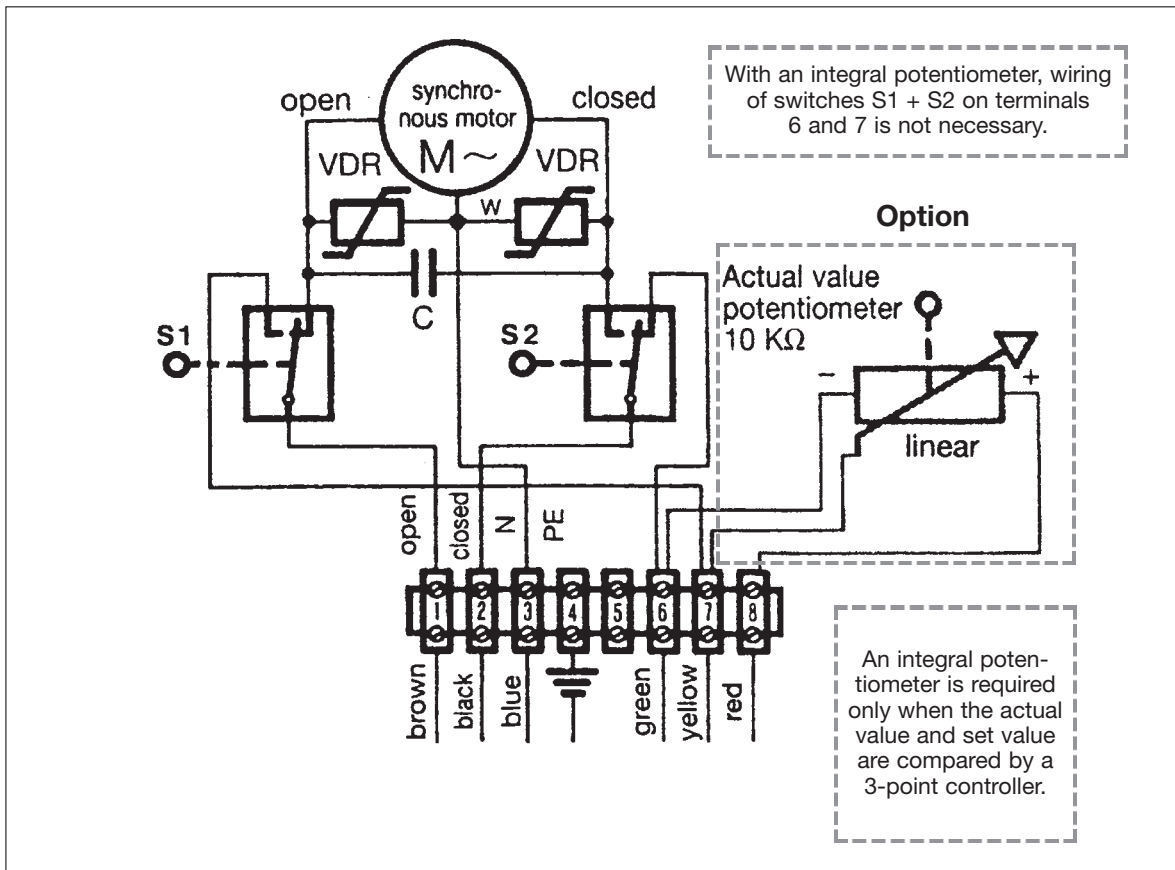 open
synchro-
nous motor
M ~
closed
VDR
VDR
W
C
S1
S2
With an integral potentiometer, wiring
of switches S1 + S2 on terminals
6 and 7 is not necessary.
Option
Actual value
potentiometer
10 KΩ
-
+
linear
open
closed
N
PE
1
2
3
4
5
6
7
8
brown
black
blue
green
yellow
red
An integral poten-
tiometer is required
only when the actual
value and set value
are compared by a
3-point controller.